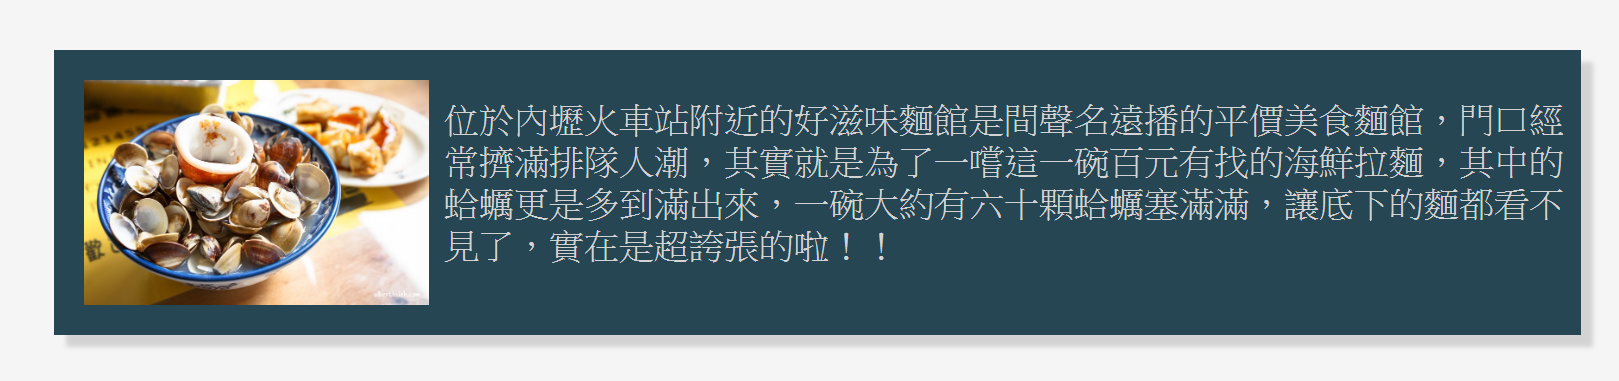 位於內壢火車站附近的好滋味麵館是間聲名遠播的平價美食麵館，門口經
常擠滿排隊人潮，其實就是為了一嚐這一碗百元有找的海鮮拉麵，其中的
蛤蠣更是多到滿出來，一碗大約有六十顆蛤蠣塞滿滿，讓底下的麵都看不
見了，實在是超誇張的啦！！